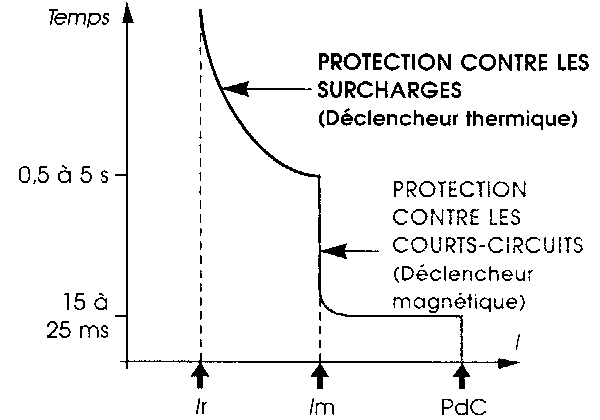 Temps
PROTECTION CONTRE LES
SURCHARGES
(Déclencheur thermique)
0,5 à 5 s
PROTECTION
CONTRE LES
COURTS-CIRCUITS
(Déclencheur
magnétique)
15 à
25 ms
I
Ir
Im
PdC